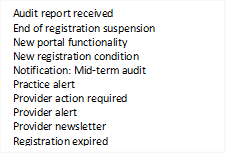 Audit report received
End of registration suspension
New portal functionality
New registration condition
Notification: Mid-term audit
Practice alert
Provider action required
Provider alert
Provider newsletter
Registration expired